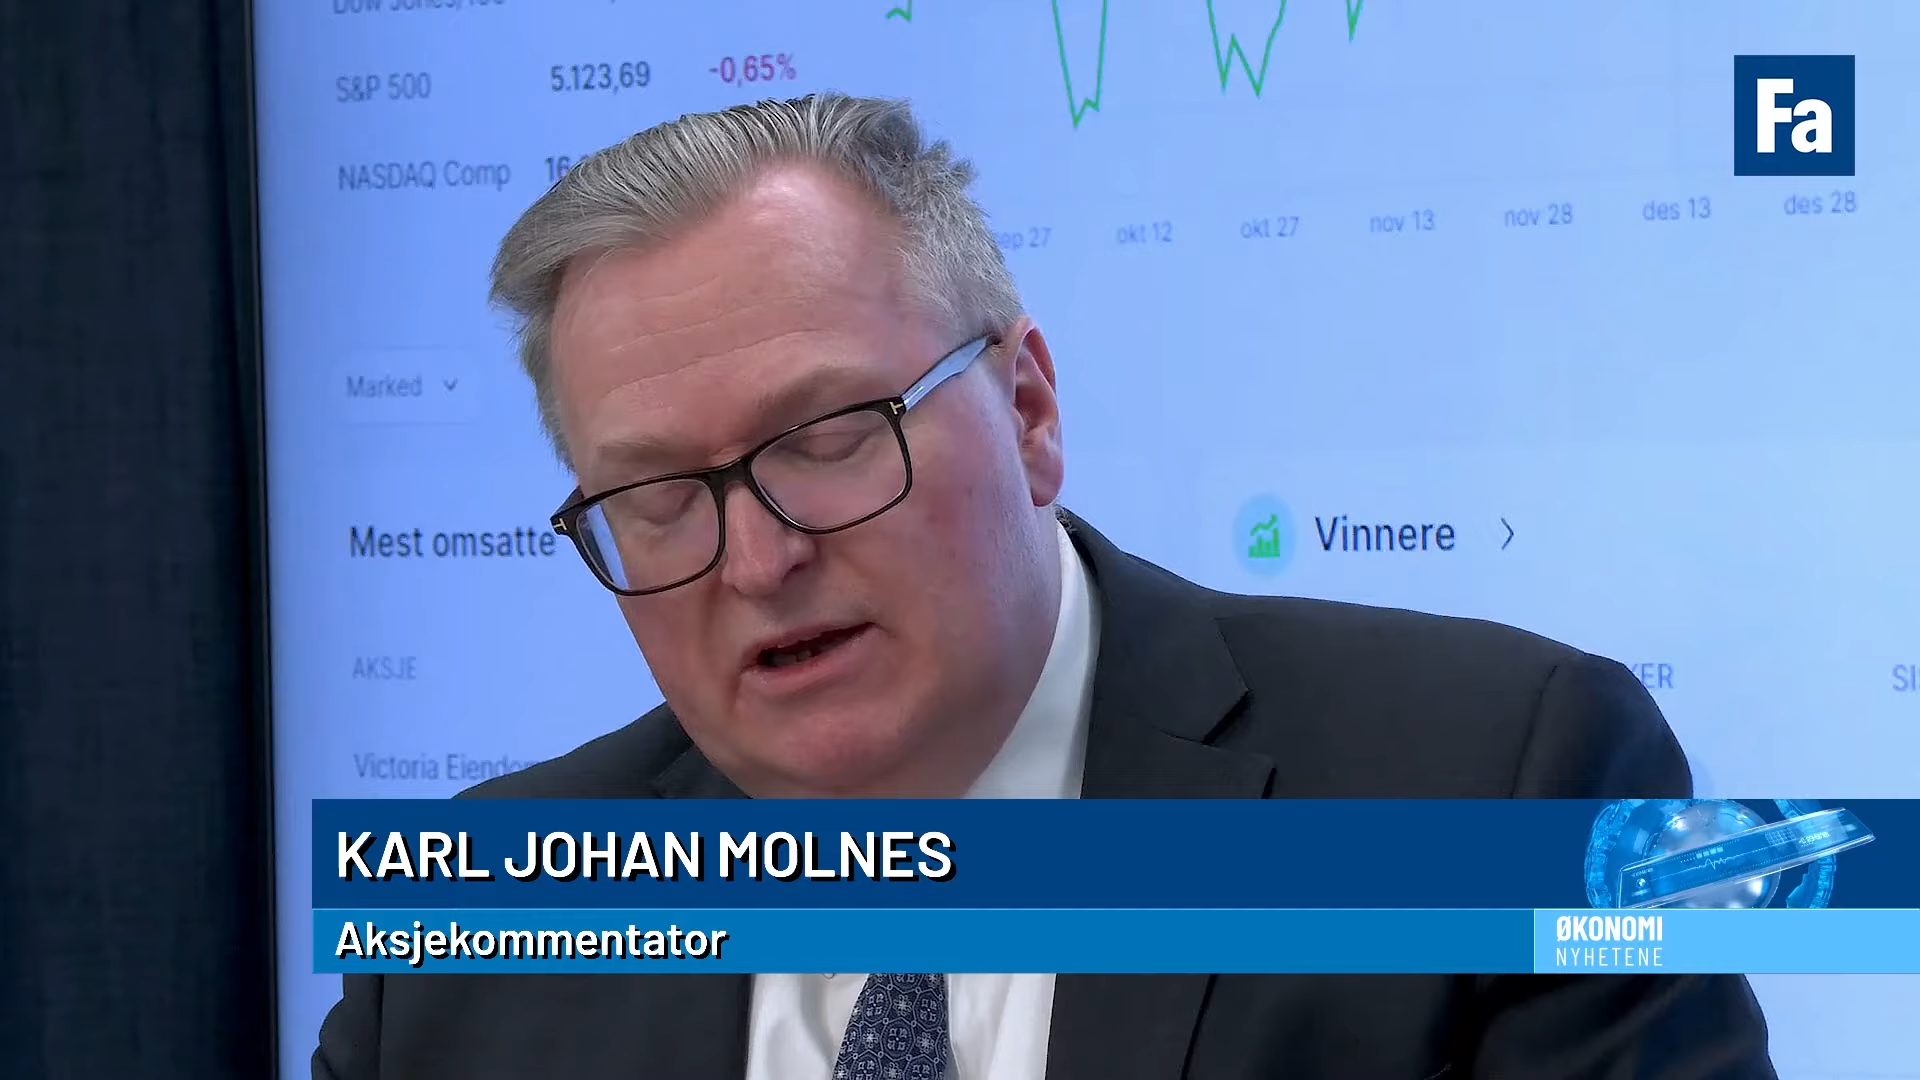 S&P 500 5.123,69 -0,65%
NASDAQ Comp
okt 12 okt 27 nov 13 nov 28 des 13 des 28
Fa
Marked
Mest omsatte
Vinnere
AKSJE
Victoria
KARL JOHAN MOLNES
Aksjekommentator
ØKONOMI
NYHETENE